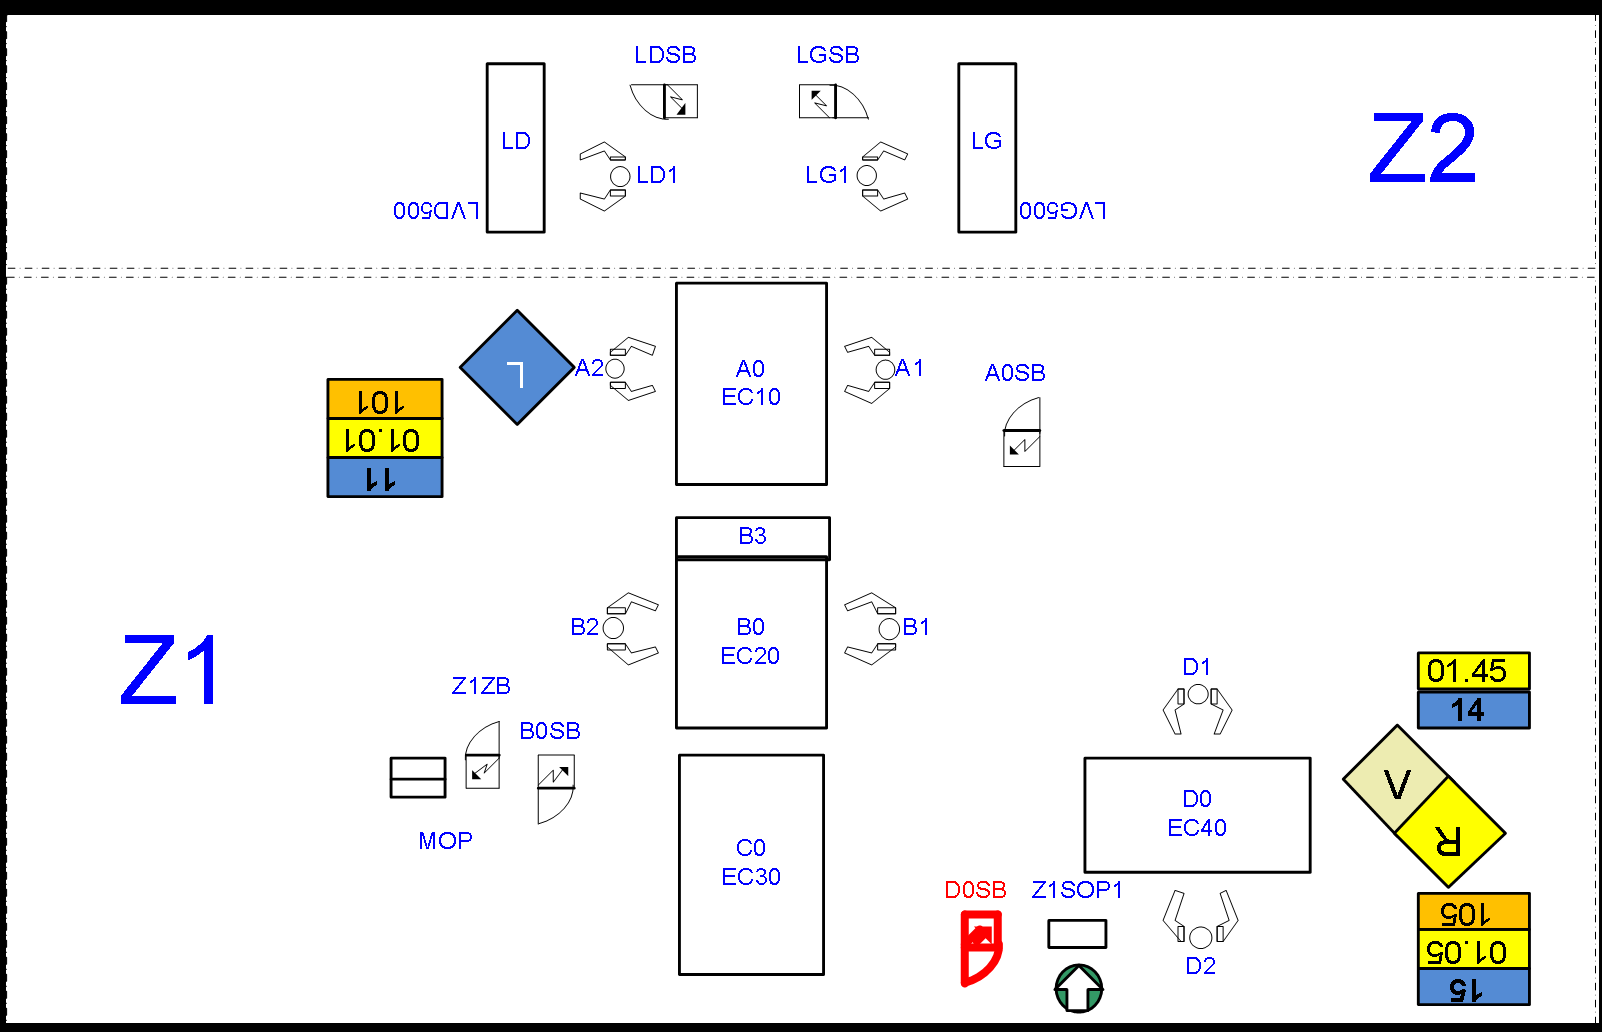 LDSB
LGSB
LD
LG
Z2
LD1
LG1
LVD500
LVG500
A2
A0
EC10
A1
A0SB
L
101
01.01
11
B3
B2
B0
EC20
B1
Z1
Z1ZB
B0SB
MOP
C0
EC30
D1
01.45
14
D0
EC40
V
R
D0SB
Z1SOP1
D2
105
01.05
15